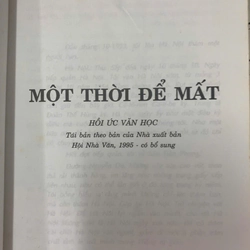 MỘT THỜI ĐỂ MẤT
HỒI ỨC VĂN HỌC
Tái bản theo bản của Nhà xuất bản
Hội Nhà Văn, 1995 - có bổ sung